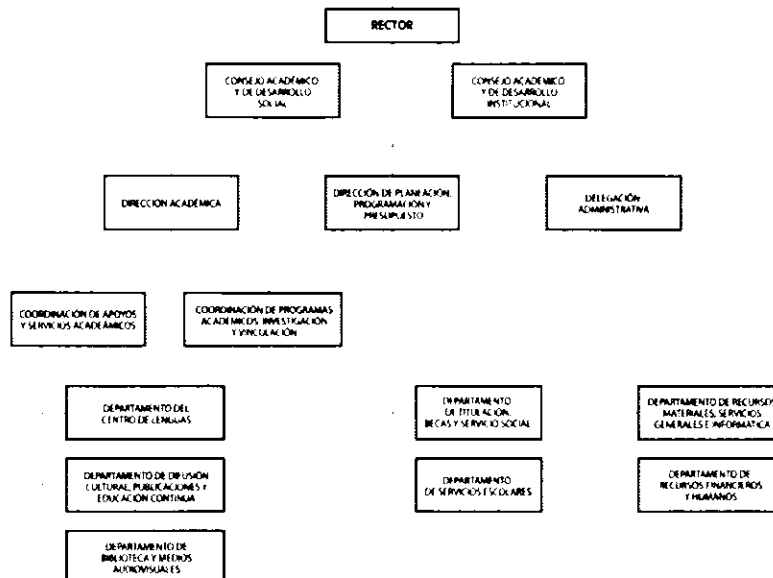 RECTOR
CONSEJO ACADÉMICO
Y DE DESARROLLO
SOCIAL
CONSEJO ACADÉMICO
Y DE DESARROLLO
INSTITUCIONAL
DIRECCIÓN ACADÉMICA
DIRECCIÓN DE PLANEACIÓN,
PROGRAMACIÓN Y
PRESUPUESTO
DELEGACIÓN
ADMINISTRATIVA
COORDINACIÓN DE APOYOS
Y SERVICIOS ACADÉMICOS
COORDINACIÓN DE PROGRAMAS
ACADÉMICOS, INVESTIGACIÓN
Y VINCULACIÓN
DEPARTAMENTO DEL
CENTRO DE LENGUAS
DEPARTAMENTO
DE TITULACIÓN,
BECAS Y SERVICIO SOCIAL
DEPARTAMENTO DE RECURSOS
MATERIALES, SERVICIOS
GENERALES E INFORMÁTICA
DEPARTAMENTO DE DIFUSIÓN
CULTURAL, PUBLICACIONES Y
EDUCACIÓN CONTINUA
DEPARTAMENTO
DE SERVICIOS ESCOLARES
DEPARTAMENTO DE
RECURSOS FINANCIEROS
Y HUMANOS
DEPARTAMENTO DE
BIBLIOTECA Y MEDIOS
AUDIOVISUALES